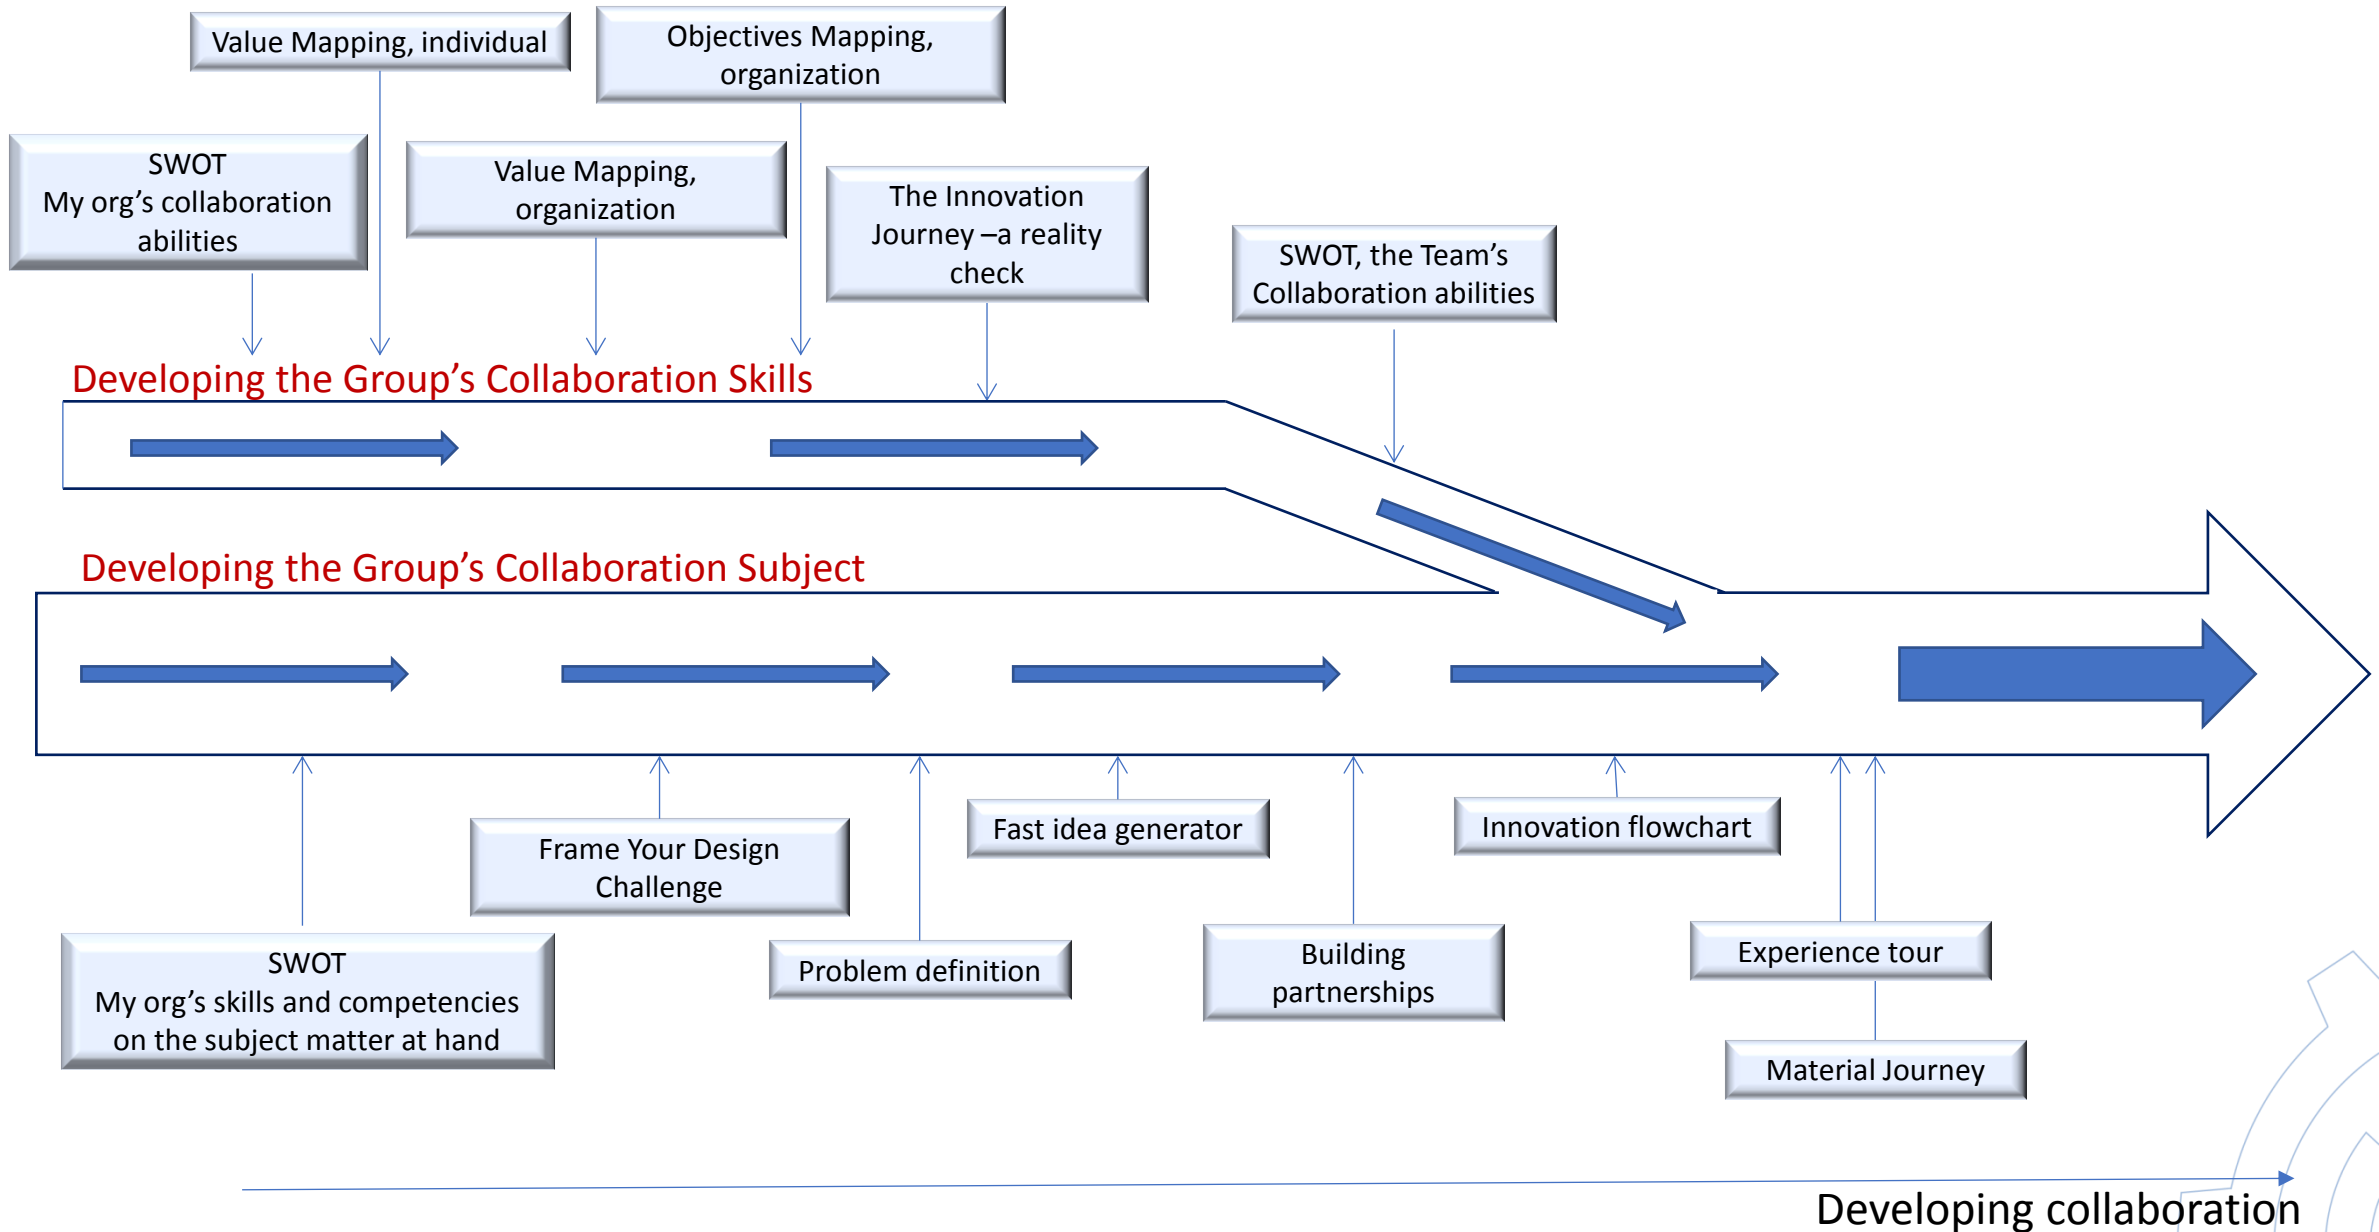 Value Mapping, individual
Objectives Mapping,
organization
SWOT
My org’s collaboration
abilities
Value Mapping,
organization
The Innovation
Journey –a reality
check
SWOT, the Team’s
Collaboration abilities
Developing the Group’s Collaboration Skills
Developing the Group’s Collaboration Subject
SWOT
My org’s skills and competencies
on the subject matter at hand
Frame Your Design
Challenge
Problem definition
Fast idea generator
Building
partnerships
Innovation flowchart
Experience tour
Material Journey
Developing collaboration